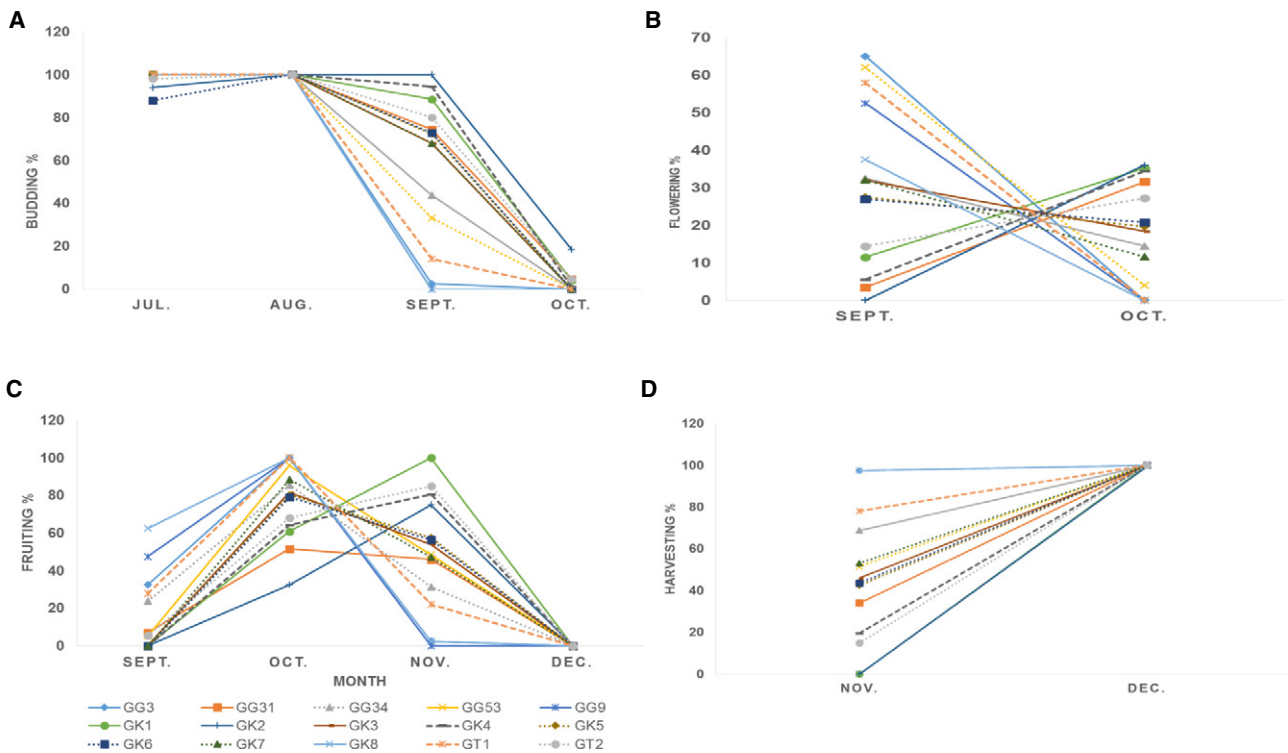 A
120
100
80
60
40
20
0
BUDDING %
JUL. AUG. SEPT. OCT.
B
70
60
50
40
30
20
10
0
FLOWERING %
SEPT. OCT.
C
120
100
80
60
40
20
0
FRUITING %
SEPT. OCT. NOV. DEC.
MONTH
D
120
100
80
60
40
20
0
HARVESTING %
NOV. DEC.
GG3 GG31 GG34 GG53 GG9
GK1 GK2 GK3 GK4 GK5
GK6 GK7 GK8 GT1 GT2